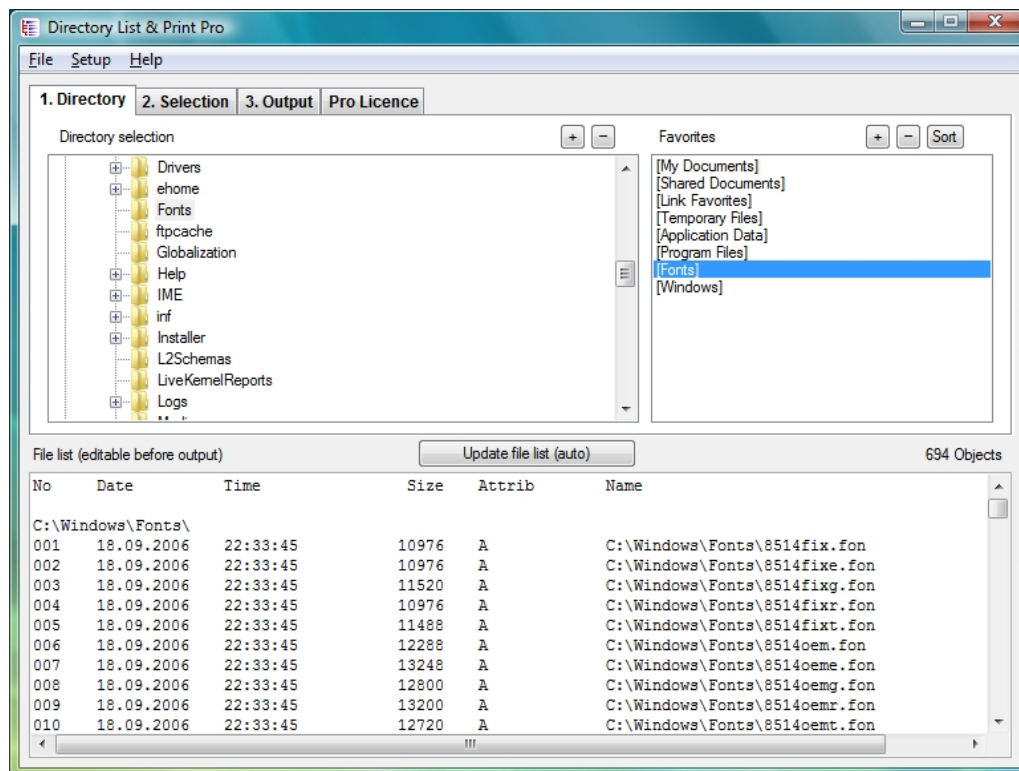 Directory List & Print Pro
File Setup Help
1. Directory 2. Selection 3. Output Pro Licence
Directory selection + − Favorites + − Sort
Drivers
ehome
Fonts
ftpcache
Globalization
Help
IME
inf
Installer
L2Schemas
LiveKernelReports
Logs
[My Documents]
[Shared Documents]
[Link Favorites]
[Temporary Files]
[Application Data]
[Program Files]
[Fonts]
[Windows]
File list (editable before output) Update file list (auto) 694 Objects
No Date Time Size Attrib Name
C:\Windows\Fonts\
001 18.09.2006 22:33:45 10976 A C:\Windows\Fonts\8514fix.fon
002 18.09.2006 22:33:45 10976 A C:\Windows\Fonts\8514fixe.fon
003 18.09.2006 22:33:45 11520 A C:\Windows\Fonts\8514fixg.fon
004 18.09.2006 22:33:45 10976 A C:\Windows\Fonts\8514fixr.fon
005 18.09.2006 22:33:45 11488 A C:\Windows\Fonts\8514fixt.fon
006 18.09.2006 22:33:45 12288 A C:\Windows\Fonts\8514oem.fon
007 18.09.2006 22:33:45 13248 A C:\Windows\Fonts\8514oeme.fon
008 18.09.2006 22:33:45 12800 A C:\Windows\Fonts\8514oemg.fon
009 18.09.2006 22:33:45 13200 A C:\Windows\Fonts\8514oemr.fon
010 18.09.2006 22:33:45 12720 A C:\Windows\Fonts\8514oemt.fon